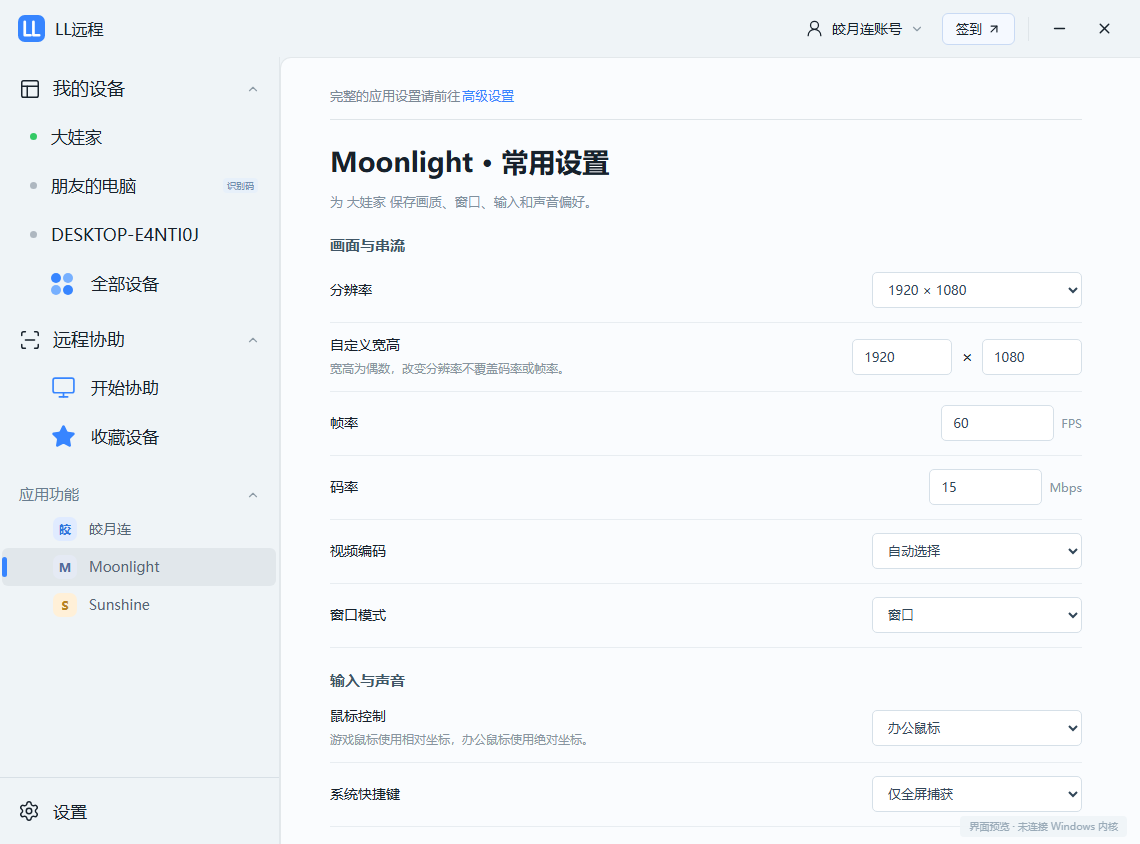 LL远程
皎月连账号
签到
我的设备
大娃家
朋友的电脑 识别码
DESKTOP-E4NTI0J
全部设备
远程协助
开始协助
收藏设备
应用功能
皎 皎月连
M Moonlight
S Sunshine
设置
完整的应用设置请前往高级设置
Moonlight · 常用设置
为 大娃家 保存画质、窗口、输入和声音偏好。
画面与串流
分辨率 1920 × 1080
自定义宽高
宽高为偶数，改变分辨率不覆盖码率或帧率。
1920 × 1080
帧率 60 FPS
码率 15 Mbps
视频编码 自动选择
窗口模式 窗口
输入与声音
鼠标控制
游戏鼠标使用相对坐标，办公鼠标使用绝对坐标。
办公鼠标
系统快捷键 仅全屏捕获
界面预览 · 未连接 Windows 内核